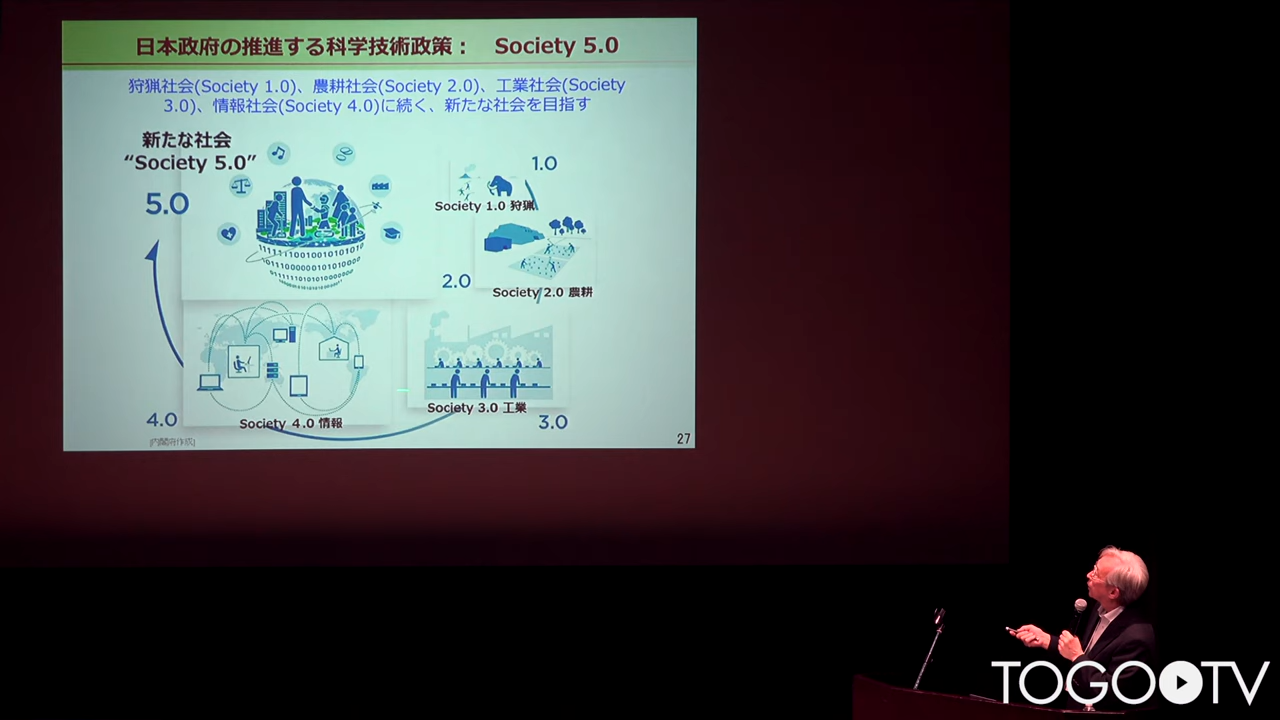 日本政府の推進する科学技術政策： Society 5.0
狩猟社会(Society 1.0)、農耕社会(Society 2.0)、工業社会(Society
3.0)、情報社会(Society 4.0)に続く、新たな社会を目指す
新たな社会
“Society 5.0”
5.0
1.0
Society 1.0 狩猟
2.0
Society 2.0 農耕
Society 3.0 工業
3.0
Society 4.0 情報
4.0
[内閣府作成]
27
TOGO TV